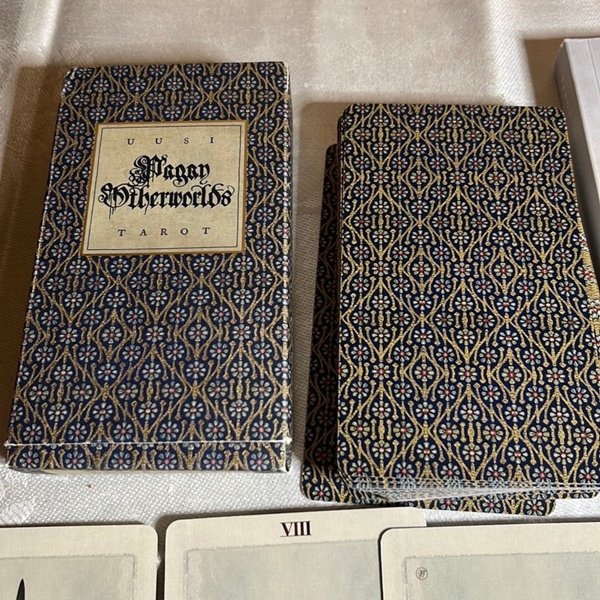 UUSI
Pagan
Otherworlds
TAROT
VIII